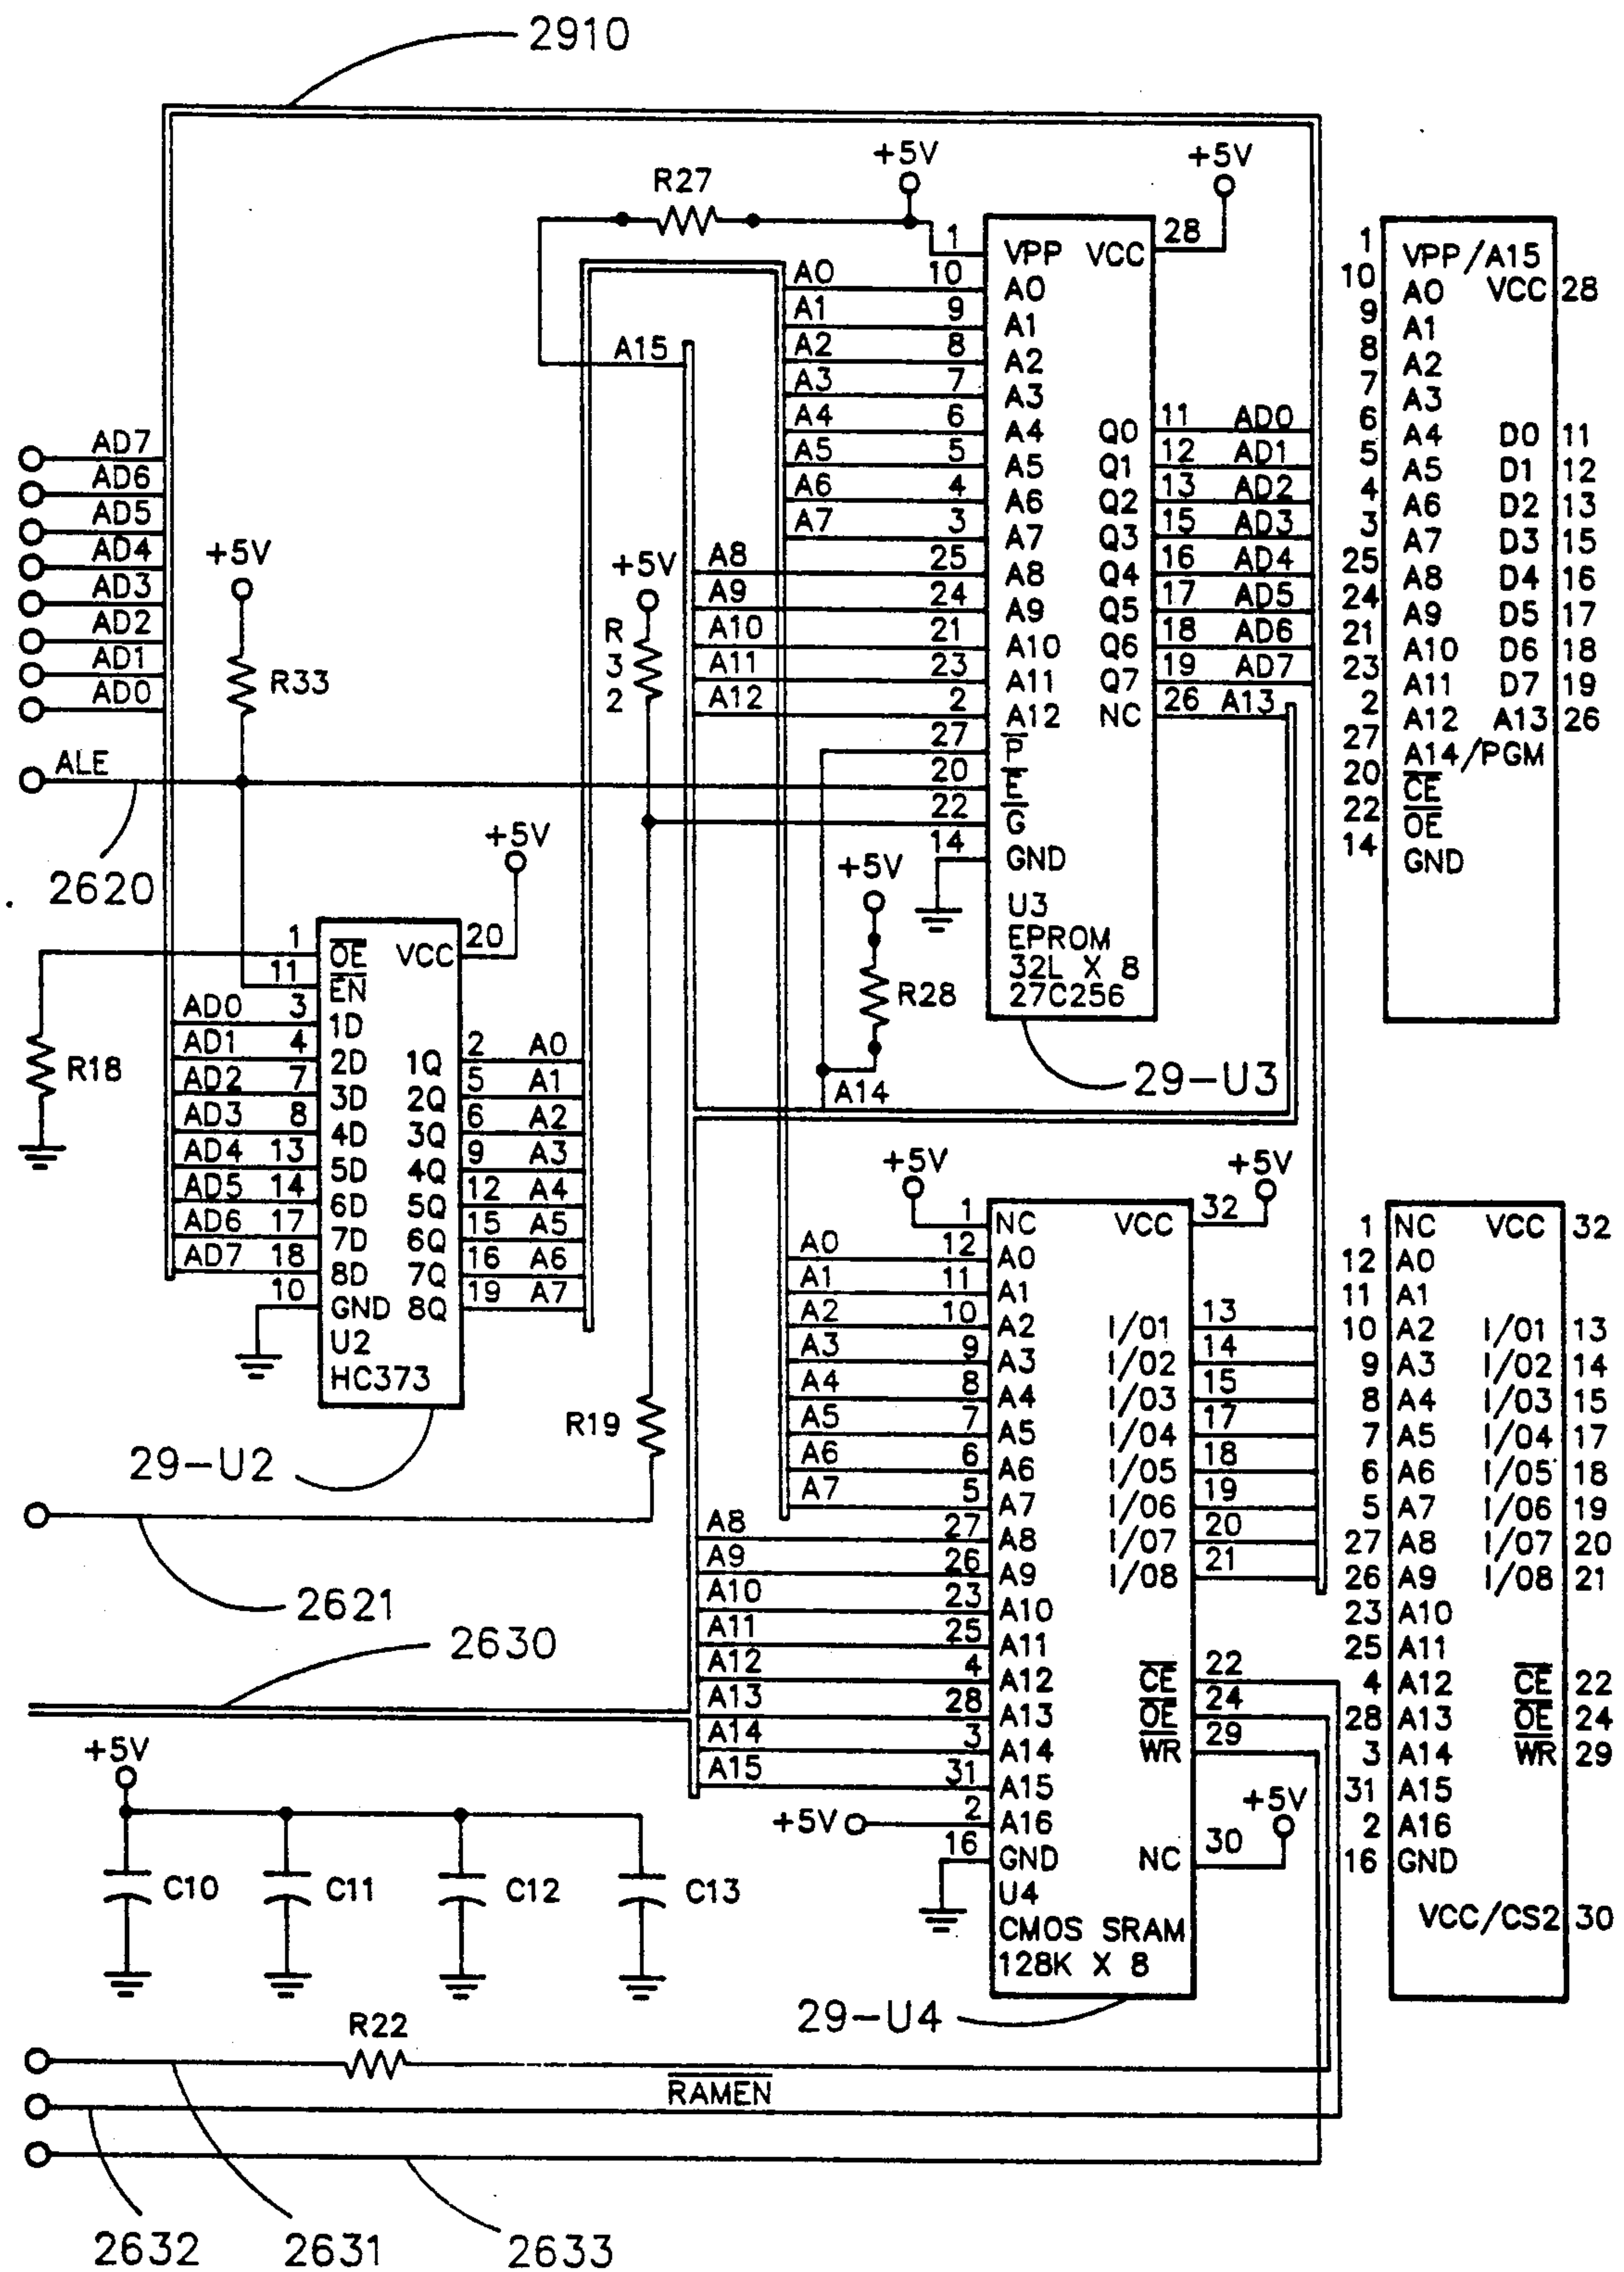 2910
+5V
+5V
R27
1 VPP VCC 28
A0 10 A0
A1 9 A1
A2 8 A2
A15
A3 7 A3
A4 6 A4 Q0 11 AD0
A5 5 A5 Q1 12 AD1
A6 4 A6 Q2 13 AD2
A7 3 A7 Q3 15 AD3
A8 25 A8 Q4 16 AD4
A9 24 A9 Q5 17 AD5
A10 21 A10 Q6 18 AD6
A11 23 A11 Q7 19 AD7
A12 2 A12 NC 26 A13
27 P
20 E
22 G
14 GND
U3
EPROM
32L X 8
27C256
29-U3
1 VPP/A15
10 A0 VCC 28
9 A1
8 A2
7 A3
6 A4 D0 11
5 A5 D1 12
4 A6 D2 13
3 A7 D3 15
25 A8 D4 16
24 A9 D5 17
21 A10 D6 18
23 A11 D7 19
2 A12 A13 26
27 A14/PGM
20 CE
22 OE
14 GND
AD7
AD6
AD5
AD4
AD3
AD2
AD1
AD0
+5V
R33
+5V
R
3
2
ALE
2620
+5V
+5V
R28
A14
R18
1 OE VCC 20
11 EN
AD0 3 1D
AD1 4 2D 1Q 2 A0
AD2 7 3D 2Q 5 A1
AD3 8 4D 3Q 6 A2
AD4 13 5D 4Q 9 A3
AD5 14 6D 5Q 12 A4
AD6 17 7D 6Q 15 A5
AD7 18 8D 7Q 16 A6
10 GND 8Q 19 A7
U2
HC373
29-U2
R19
2621
2630
+5V
+5V
1 NC VCC 32
A0 12 A0
A1 11 A1
A2 10 A2 I/01 13
A3 9 A3 I/02 14
A4 8 A4 I/03 15
A5 7 A5 I/04 17
A6 6 A6 I/05 18
A7 5 A7 I/06 19
A8 27 A8 I/07 20
A9 26 A9 I/08 21
A10 23 A10
A11 25 A11
A12 4 A12 CE 22
A13 28 A13 OE 24
A14 3 A14 WR 29
A15 31 A15
+5V 2 A16
+5V
16 GND NC 30
U4
CMOS SRAM
128K X 8
29-U4
1 NC VCC 32
12 A0
11 A1
10 A2 I/01 13
9 A3 I/02 14
8 A4 I/03 15
7 A5 I/04 17
6 A6 I/05 18
5 A7 I/06 19
27 A8 I/07 20
26 A9 I/08 21
23 A10
25 A11
4 A12 CE 22
28 A13 OE 24
3 A14 WR 29
31 A15
2 A16
16 GND
VCC/CS2 30
+5V
C10
C11
C12
C13
R22
RAMEN
2632
2631
2633